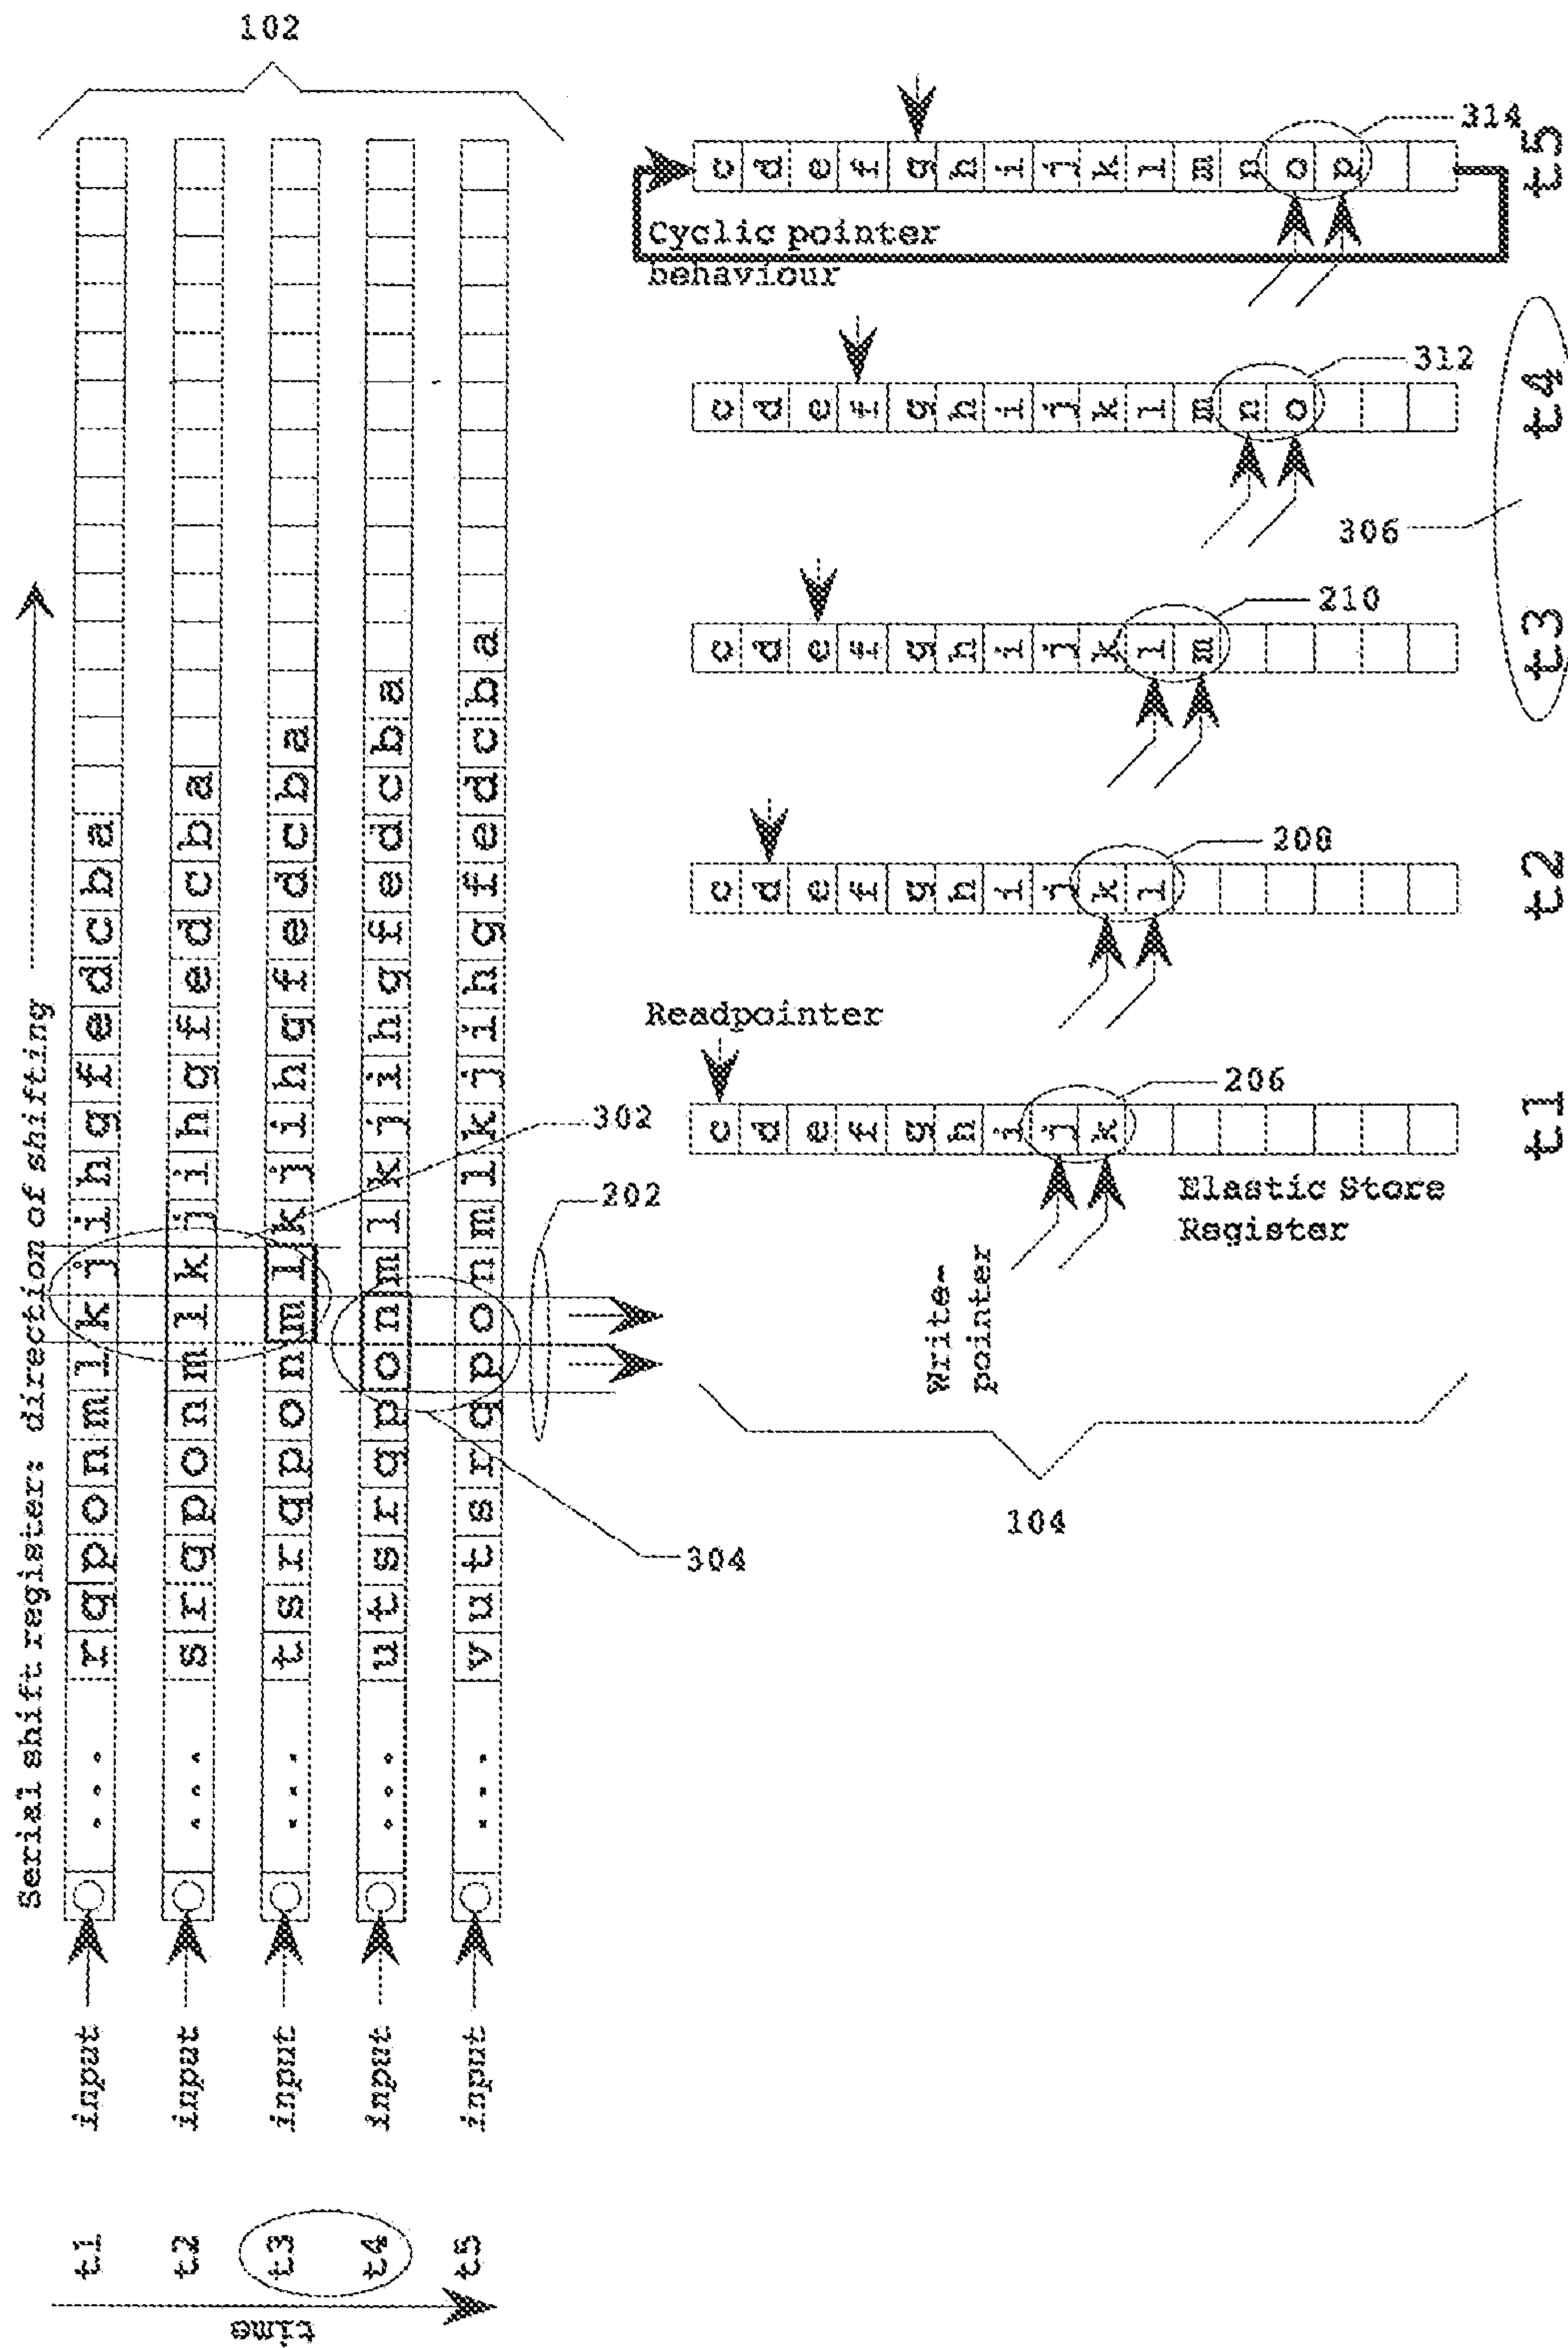 Serial shift register: direction of shifting
102
t1 input ... r q p o n m l k j i h g f e d c b a
t2 input ... s r q p o n m l k j i h g f e d c b a
t3 input ... t s r q p o n m l k j i h g f e d c b a
t4 input ... u t s r q p o n m l k j i h g f e d c b a
t5 input ... v u t s r q p o n m l k j i h g f e d c b a
time
302
202
304
104
Readpointer
Write-
pointer
Elastic Store
Register
c d e f g h i j k
206
t1
c d e f g h i j k l
208
t2
c d e f g h i j k l m
210
t3
c d e f g h i j k l m n o
312
306
t4
Cyclic pointer
behaviour
c d e f g h i j k l m n o p
314
t5